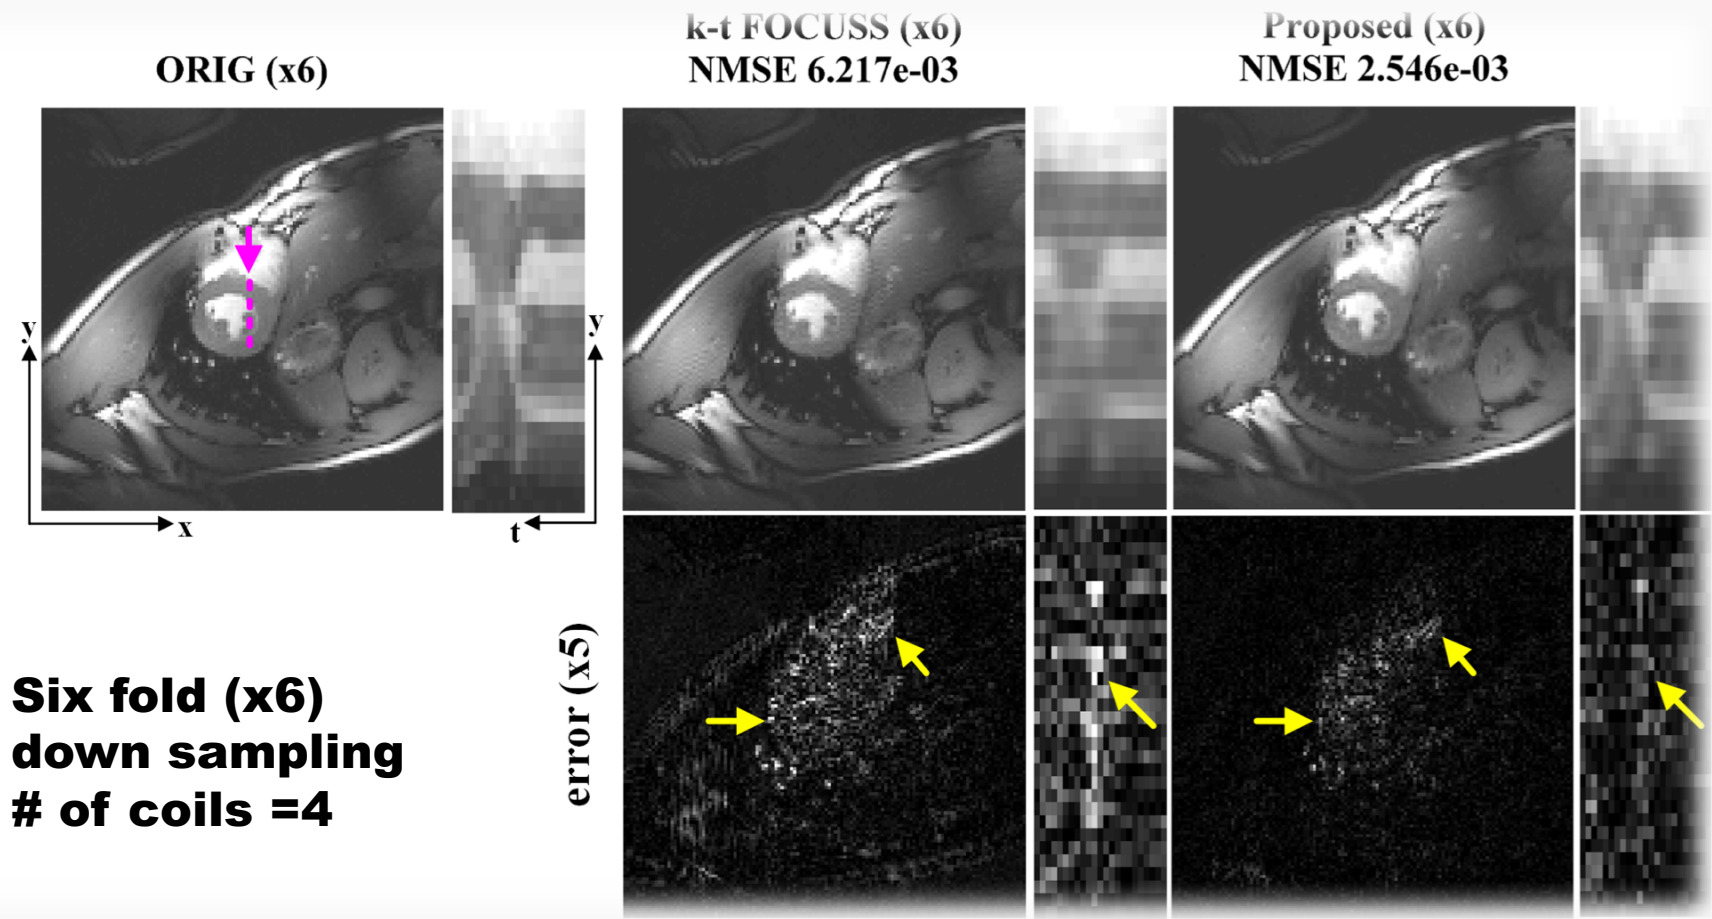 ORIG (x6)
k-t FOCUSS (x6)
NMSE 6.217e-03
Proposed (x6)
NMSE 2.546e-03
y
x
y
t
error (x5)
Six fold (x6)
down sampling
# of coils =4